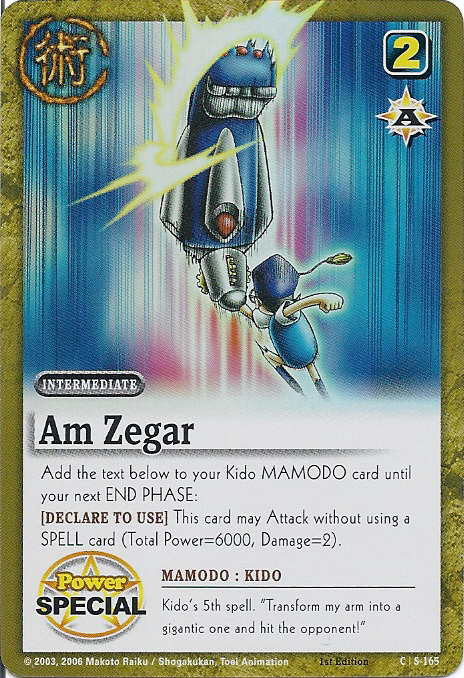 術
2
A
INTERMEDIATE
Am Zegar
Add the text below to your Kido MAMODO card until
your next END PHASE:
[DECLARE TO USE] This card may Attack without using a
SPELL card (Total Power=6000, Damage=2).
Power
SPECIAL
MAMODO : KIDO
Kido's 5th spell. "Transform my arm into a
gigantic one and hit the opponent!"
© 2003, 2006 Makoto Raiku / Shogakukan, Toei Animation 1st Edition C | S-165